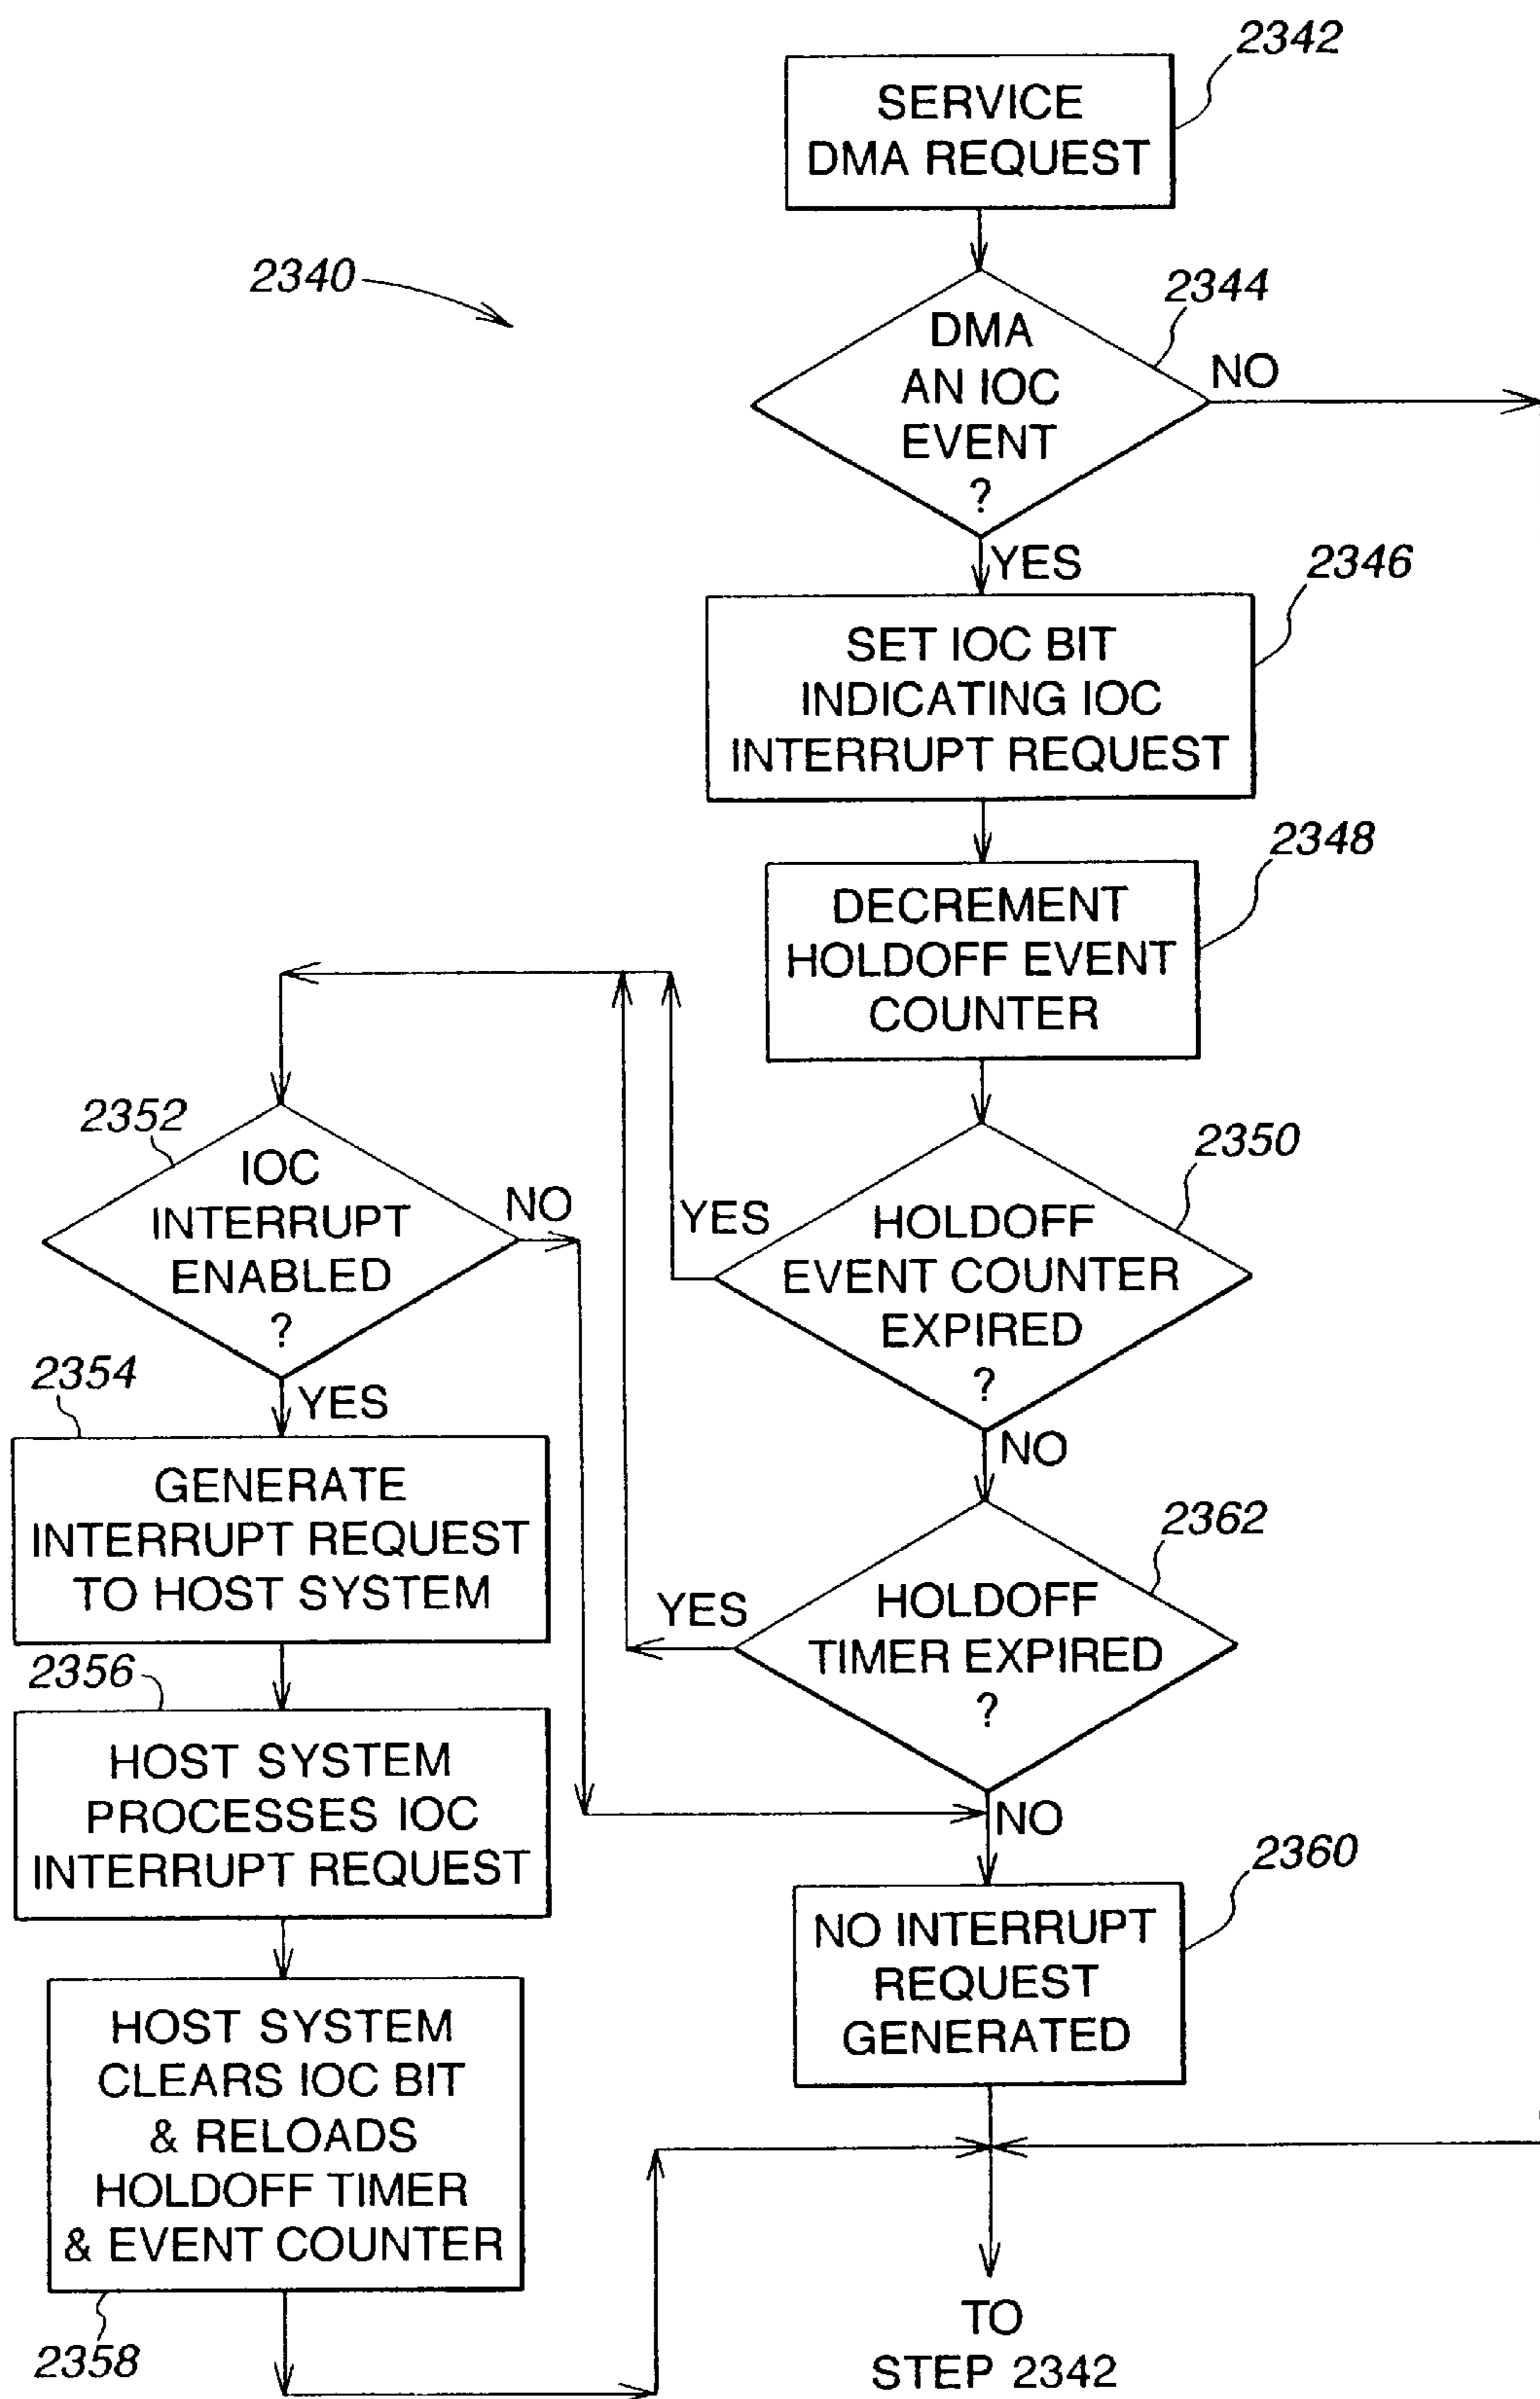 2342
SERVICE
DMA REQUEST
2340
2344
DMA
AN IOC
EVENT
?
NO
YES
2346
SET IOC BIT
INDICATING IOC
INTERRUPT REQUEST
2348
DECREMENT
HOLDOFF EVENT
COUNTER
2352
IOC
INTERRUPT
ENABLED
?
NO
YES
2350
HOLDOFF
EVENT COUNTER
EXPIRED
?
YES
NO
2354
GENERATE
INTERRUPT REQUEST
TO HOST SYSTEM
2362
HOLDOFF
TIMER EXPIRED
?
YES
NO
2356
HOST SYSTEM
PROCESSES IOC
INTERRUPT REQUEST
2360
NO INTERRUPT
REQUEST
GENERATED
HOST SYSTEM
CLEARS IOC BIT
& RELOADS
HOLDOFF TIMER
& EVENT COUNTER
2358
TO
STEP 2342